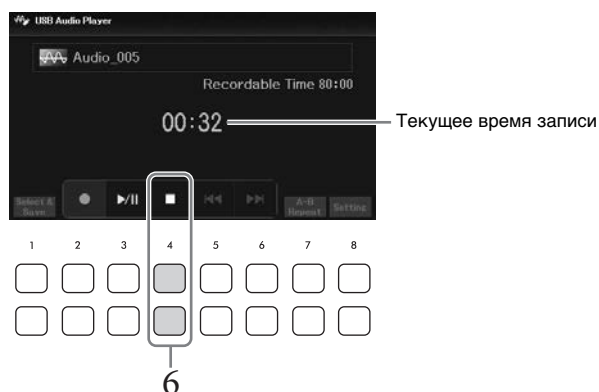 USB Audio Player
Audio_005
Recordable Time 80:00
00:32
Текущее время записи
Select & Save
A-B Repeat
Setting
1 2 3 4 5 6 7 8
6